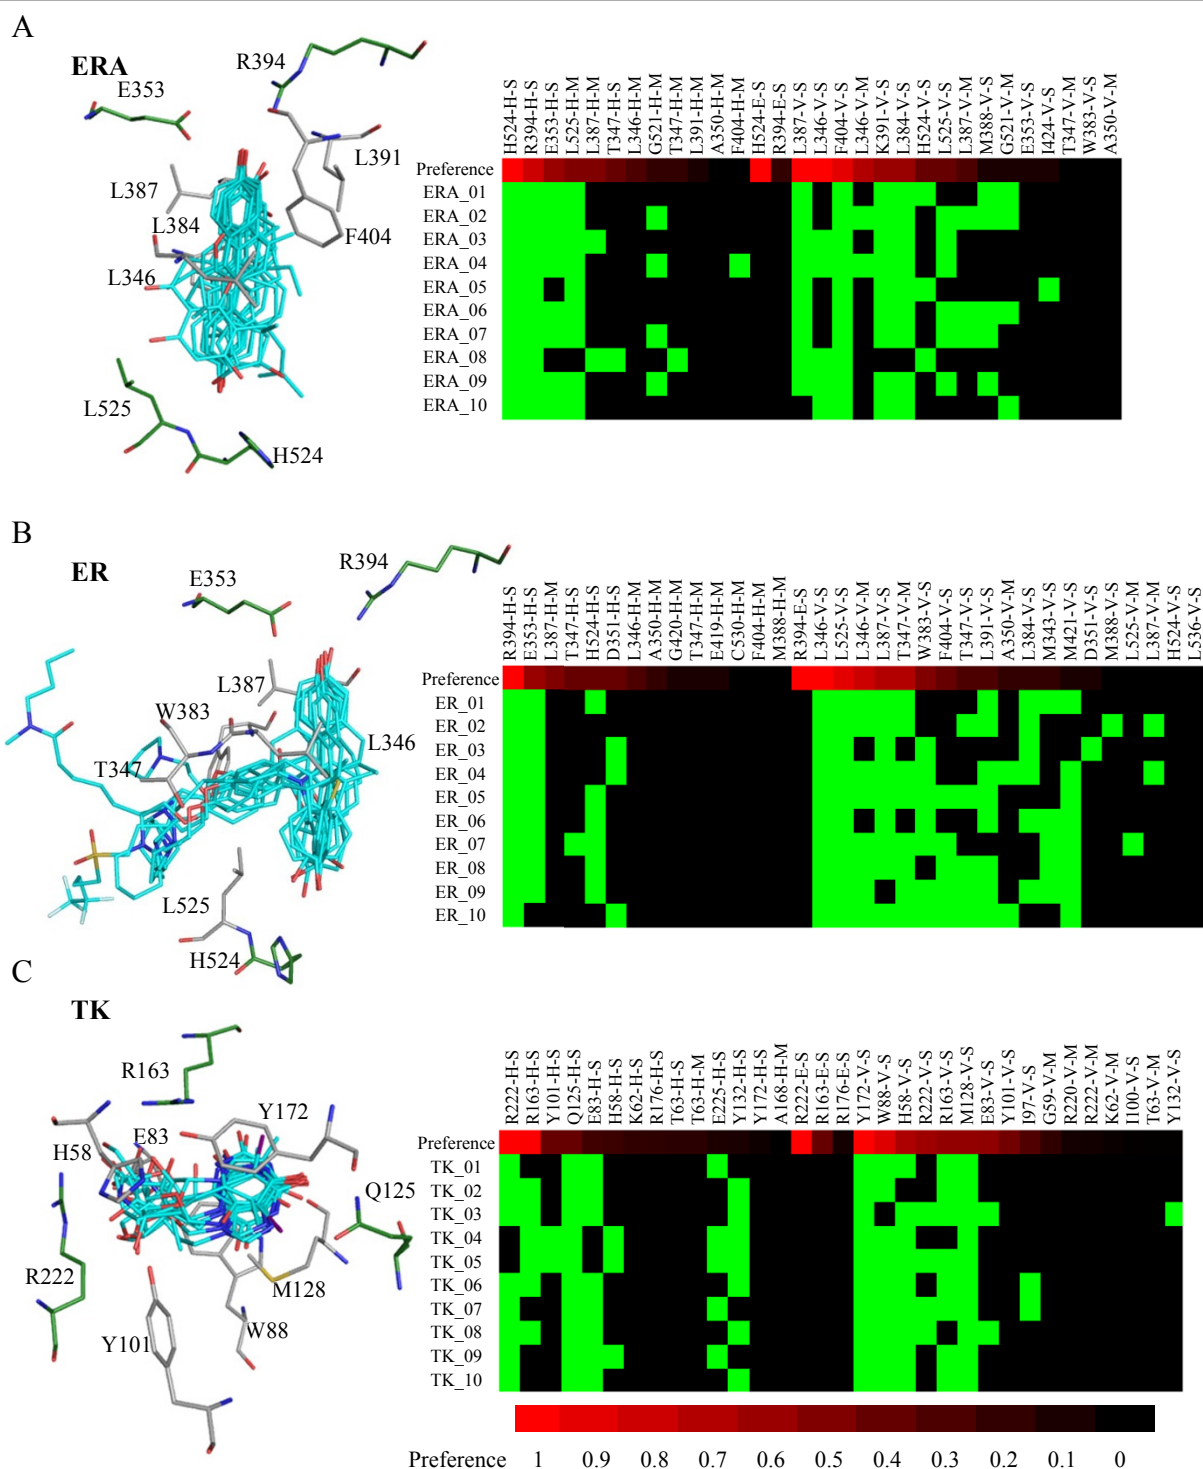 A
ERA
E353
R394
L391
L387
L384
F404
L346
L525
H524
H524-H-S
R394-H-S
E353-H-S
L525-H-M
L387-H-M
T347-H-S
L346-H-M
G521-H-M
T347-H-M
L391-H-M
A350-H-M
F404-H-M
H524-E-S
R394-E-S
L387-V-S
L346-V-S
F404-V-S
L346-V-M
K391-V-S
L384-V-S
H524-V-S
L525-V-S
L387-V-M
M388-V-S
G521-V-M
E353-V-S
I424-V-S
T347-V-M
W383-V-S
A350-V-M
Preference
ERA_01
ERA_02
ERA_03
ERA_04
ERA_05
ERA_06
ERA_07
ERA_08
ERA_09
ERA_10
B
ER
E353
R394
L387
W383
L346
T347
L525
H524
R394-H-S
E353-H-S
L387-H-M
T347-H-S
H524-H-S
D351-H-S
L346-H-M
A350-H-M
G420-H-M
T347-H-M
E419-H-M
C530-H-M
F404-H-M
M388-H-M
R394-E-S
L346-V-S
L525-V-S
L346-V-M
L387-V-S
T347-V-M
W383-V-S
F404-V-S
T347-V-S
L391-V-S
A350-V-M
L384-V-S
M343-V-S
M421-V-S
D351-V-S
M388-V-S
L525-V-M
L387-V-M
H524-V-S
L536-V-S
Preference
ER_01
ER_02
ER_03
ER_04
ER_05
ER_06
ER_07
ER_08
ER_09
ER_10
C
TK
R163
Y172
E83
H58
Q125
R222
M128
Y101
W88
R222-H-S
R163-H-S
Y101-H-S
Q125-H-S
E83-H-S
H58-H-S
K62-H-S
R176-H-S
T63-H-S
T63-H-M
E225-H-S
Y132-H-S
Y172-H-S
A168-H-M
R222-E-S
R163-E-S
R176-E-S
Y172-V-S
W88-V-S
H58-V-S
R222-V-S
R163-V-S
M128-V-S
E83-V-S
Y101-V-S
I97-V-S
G59-V-M
R220-V-M
R222-V-M
K62-V-M
I100-V-S
T63-V-M
Y132-V-S
Preference
TK_01
TK_02
TK_03
TK_04
TK_05
TK_06
TK_07
TK_08
TK_09
TK_10
Preference 1 0.9 0.8 0.7 0.6 0.5 0.4 0.3 0.2 0.1 0